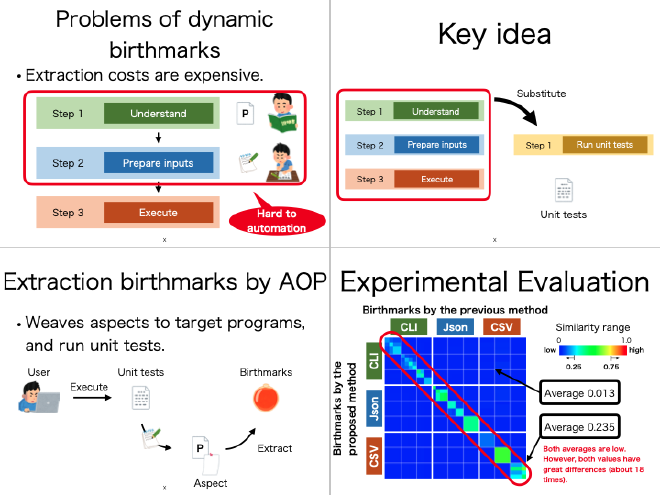 Problems of dynamic
birthmarks
• Extraction costs are expensive.
Step 1 Understand
P
Step 2 Prepare inputs
Step 3 Execute
Hard to
automation
x
Key idea
Step 1 Understand
Step 2 Prepare inputs
Step 3 Execute
Substitute
Step 1 Run unit tests
Unit tests
x
Extraction birthmarks by AOP
• Weaves aspects to target programs,
and run unit tests.
User
Execute
Unit tests
Birthmarks
P
Extract
Aspect
x
Experimental Evaluation
Birthmarks by the previous method
CLI Json CSV
Birthmarks by the
proposed method
CLI
Json
CSV
Similarity range
0 1.0
low high
0.25 0.75
Average 0.013
Average 0.235
Both averages are low.
However, both values have
great differences (about 18
times).